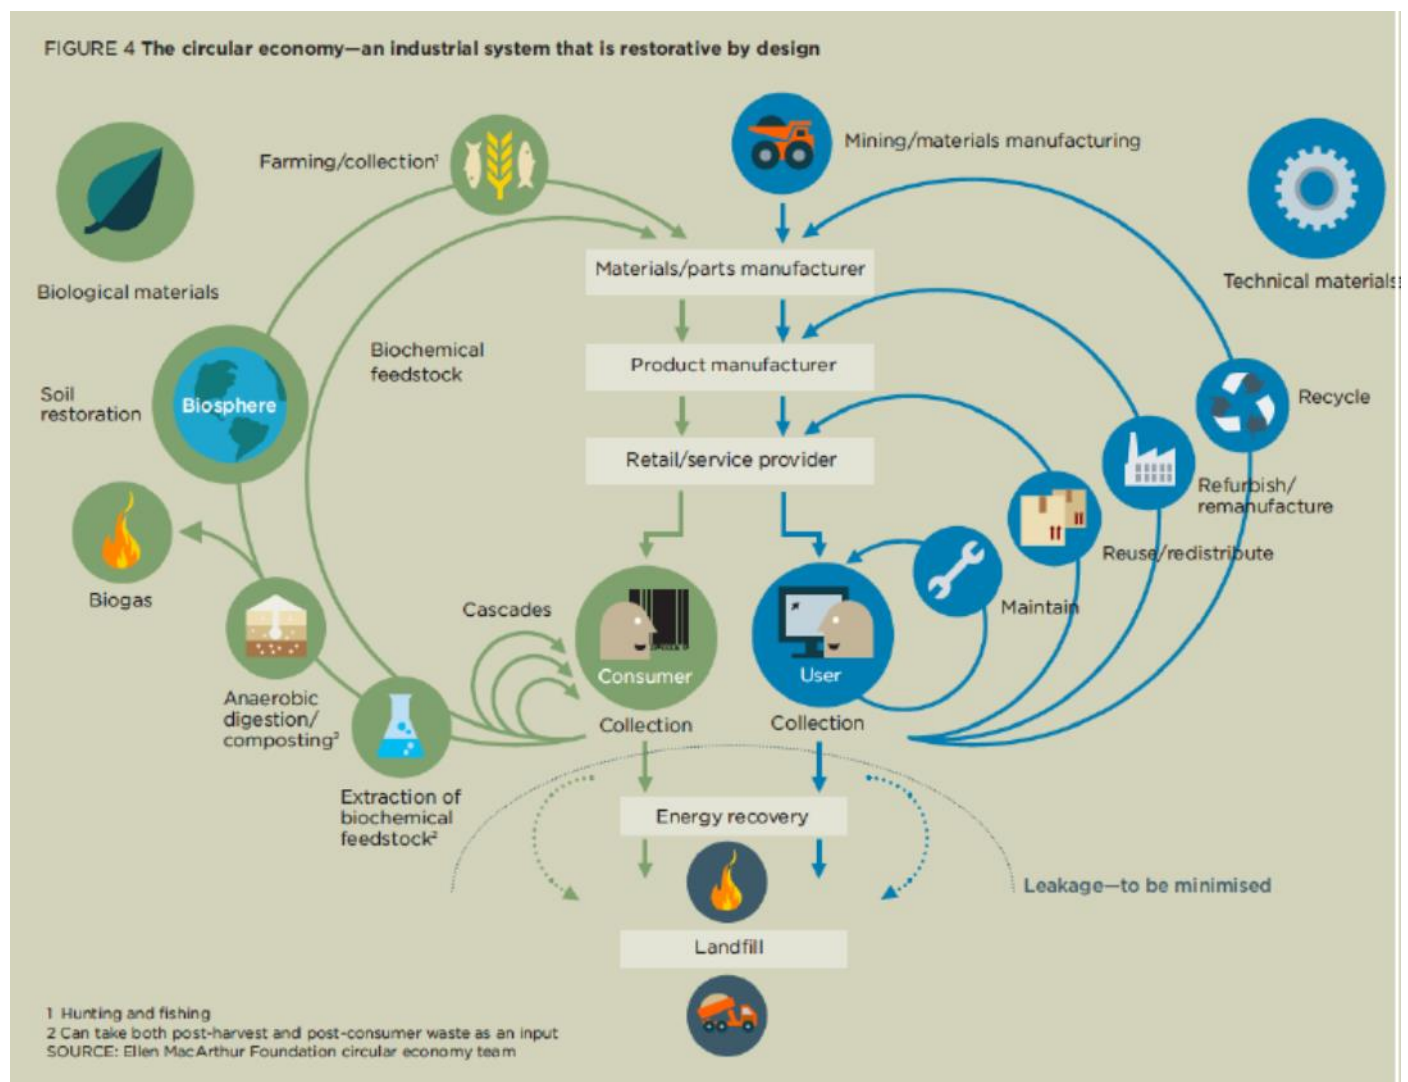 FIGURE 4 The circular economy—an industrial system that is restorative by design
Farming/collection¹
Mining/materials manufacturing
Biological materials
Technical materials
Materials/parts manufacturer
Biochemical
feedstock
Product manufacturer
Soil
restoration
Biosphere
Recycle
Retail/service provider
Refurbish/
remanufacture
Reuse/redistribute
Biogas
Cascades
Maintain
Consumer
User
Anaerobic
digestion/
composting²
Collection
Collection
Extraction of
biochemical
feedstock²
Energy recovery
Leakage—to be minimised
Landfill
1 Hunting and fishing
2 Can take both post-harvest and post-consumer waste as an input
SOURCE: Ellen MacArthur Foundation circular economy team